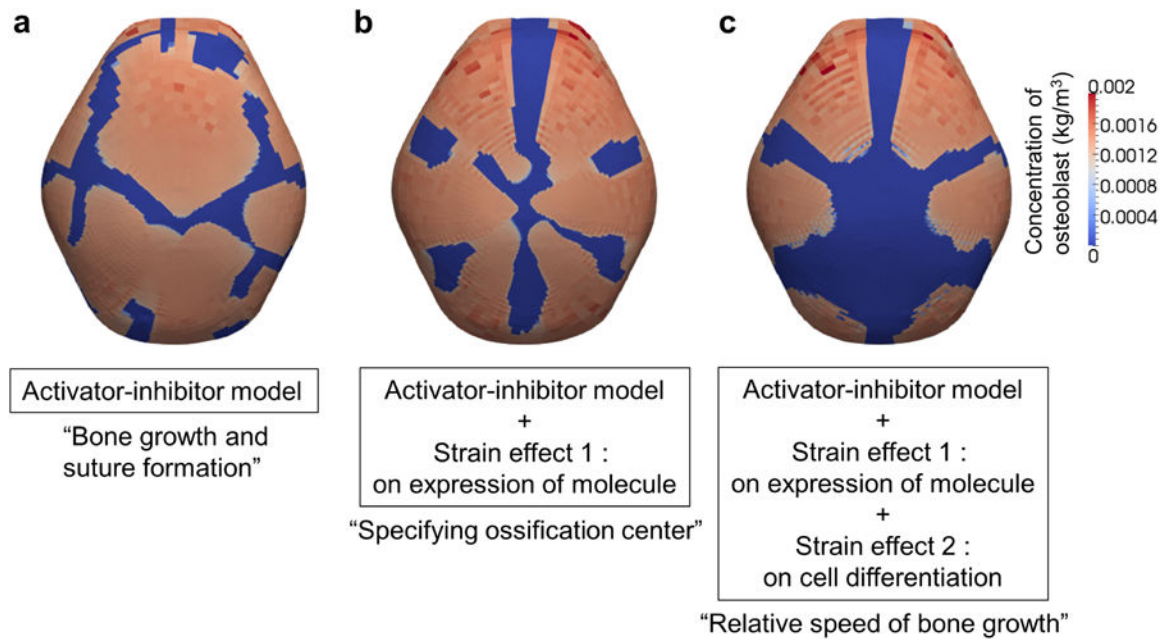 a
b
c
Concentration of
osteoblast (kg/m³)
0.002
0.0016
0.0012
0.0008
0.0004
0
Activator-inhibitor model
“Bone growth and
suture formation”
Activator-inhibitor model
+
Strain effect 1 :
on expression of molecule
“Specifying ossification center”
Activator-inhibitor model
+
Strain effect 1 :
on expression of molecule
+
Strain effect 2 :
on cell differentiation
“Relative speed of bone growth”